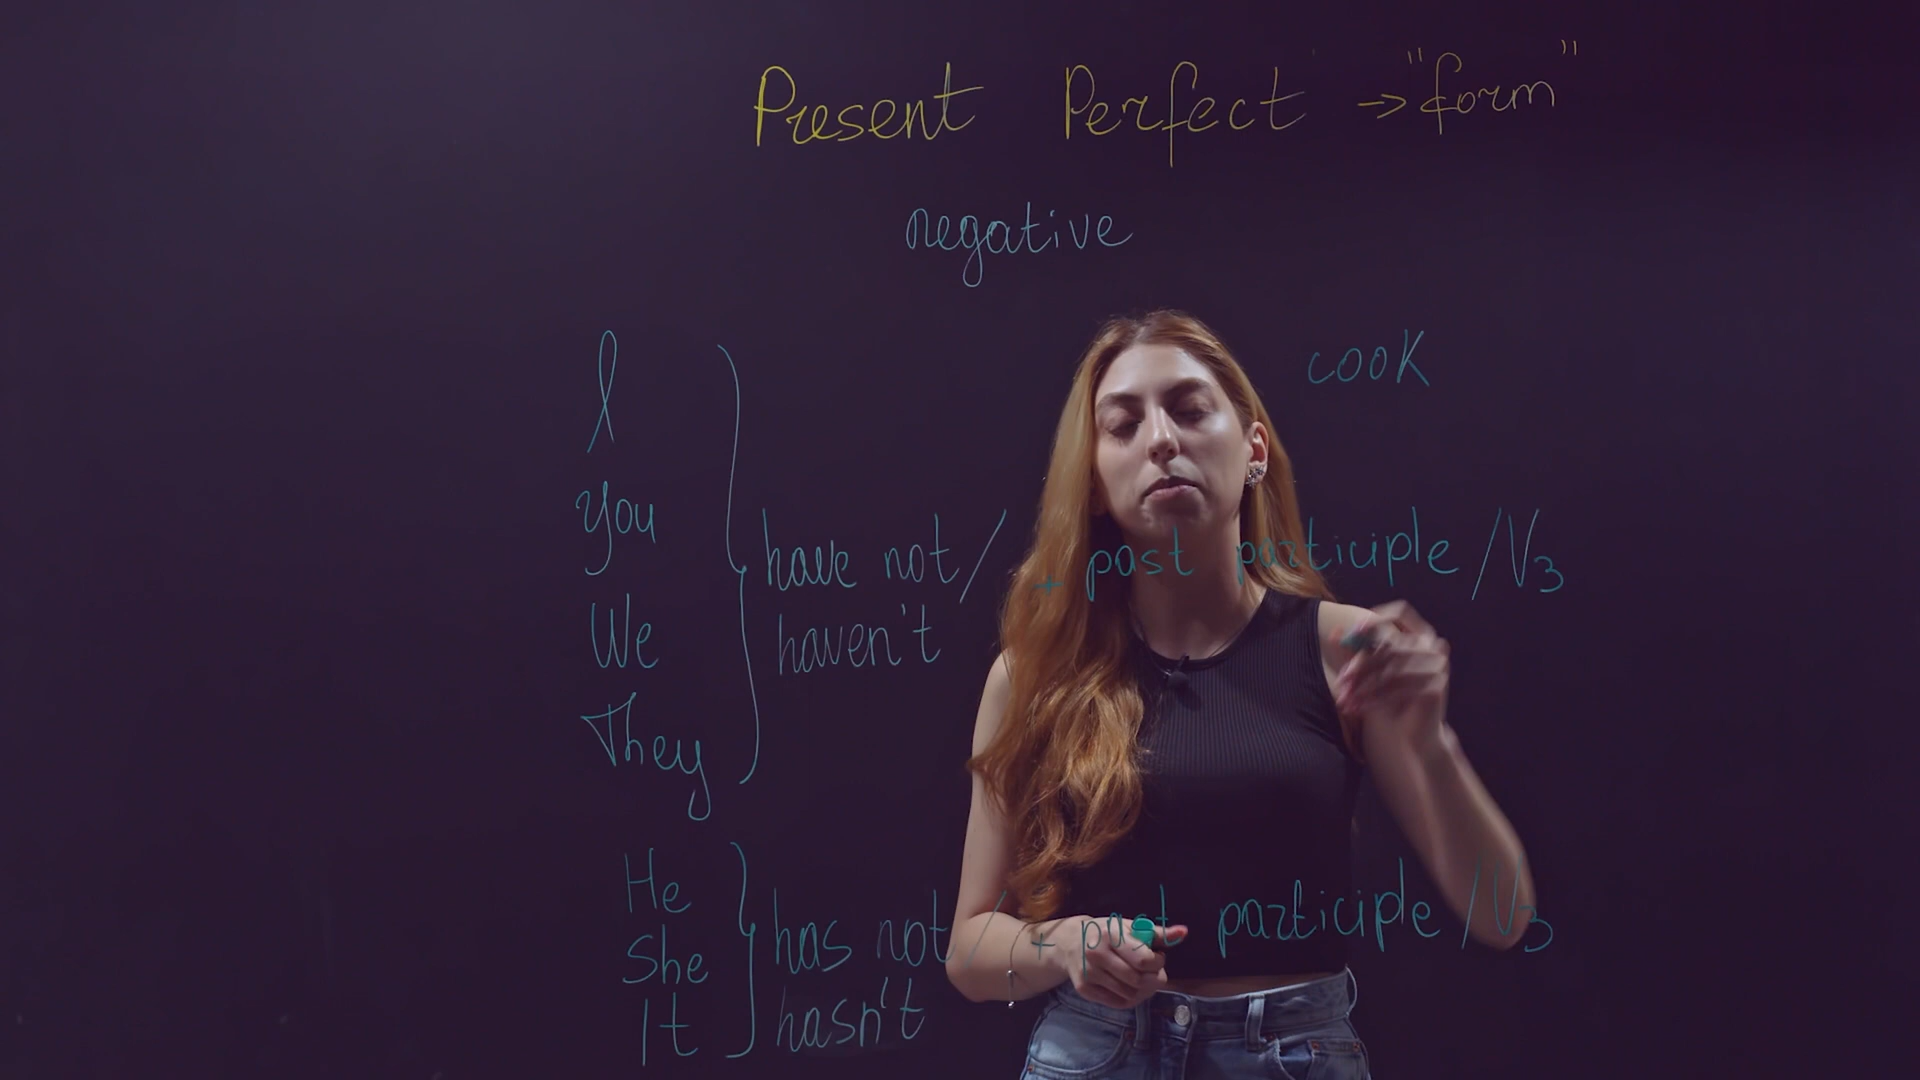 Present Perfect → "form"
negative
cook
I
You
We
They
have not / + past participle / V3
haven't
He
She
It
has not / + past participle / V3
hasn't